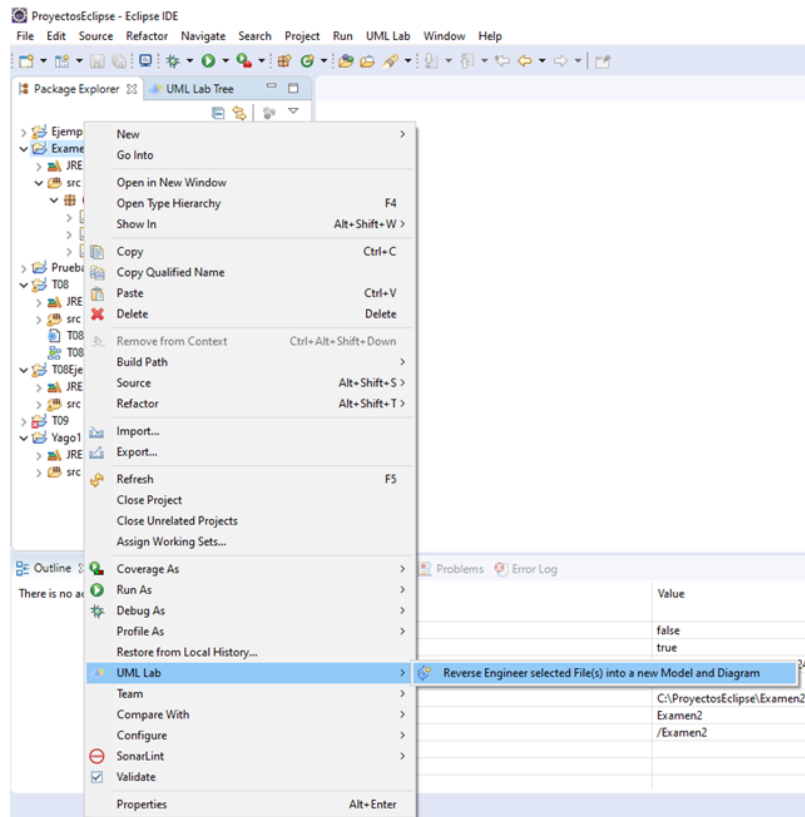 ProyectosEclipse - Eclipse IDE
File Edit Source Refactor Navigate Search Project Run UML Lab Window Help
Package Explorer UML Lab Tree
New
Go Into
Open in New Window
Open Type Hierarchy F4
Show In Alt+Shift+W >
Copy Ctrl+C
Copy Qualified Name
Paste Ctrl+V
Delete Delete
Remove from Context Ctrl+Alt+Shift+Down
Build Path
Source Alt+Shift+S >
Refactor Alt+Shift+T >
Import...
Export...
Refresh F5
Close Project
Close Unrelated Projects
Assign Working Sets...
Coverage As
Run As
Debug As
Profile As
Restore from Local History...
UML Lab
Team
Compare With
Configure
SonarLint
Validate
Properties Alt+Enter
Reverse Engineer selected File(s) into a new Model and Diagram
Ejemp
Exame
JRE
src
Prueba
T08
JRE
src
T08
T08
T08Eje
JRE
src
T09
Yago1
JRE
src
Outline
There is no a
Problems Error Log
Value
false
true
C:\ProyectosEclipse\Examen2
Examen2
/Examen2